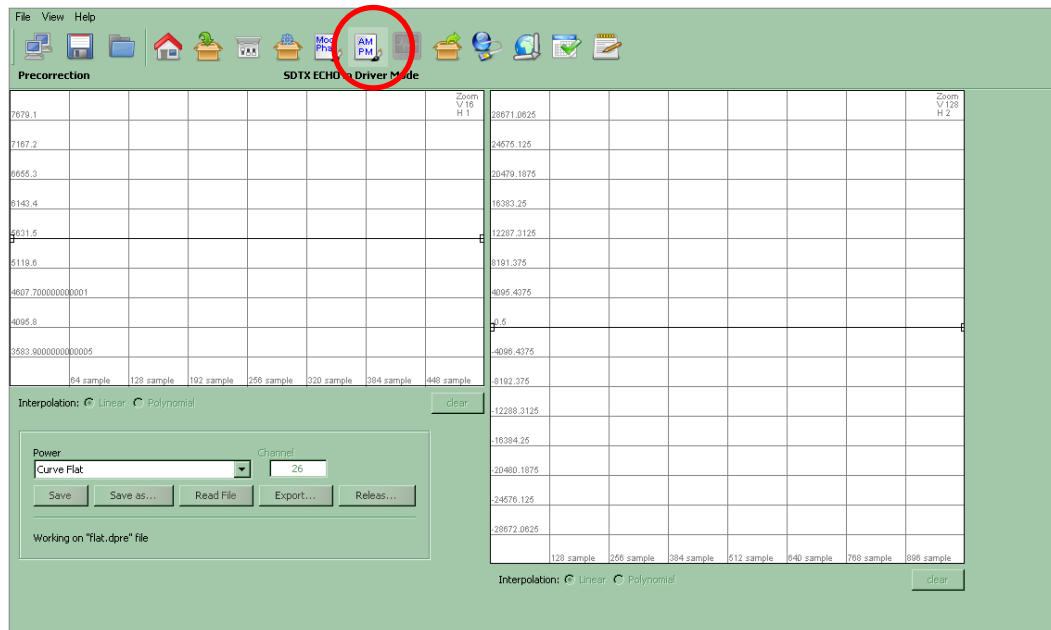 File View Help
Mod
Pha
AM
PM
Precorrection
SDTX ECHO in Driver Mode
Zoom
V 16
H 1
7679.1
7167.2
6655.3
6143.4
5631.5
5119.6
4607.700000000001
4095.8
3583.9000000000005
64 sample 128 sample 192 sample 256 sample 320 sample 384 sample 448 sample
Interpolation: Linear Polynomial clear
Power
Channel
Curve Flat
26
Save Save as... Read File Export... Releas...
Working on "flat.dpre" file
Zoom
V 128
H 2
28671.0625
24575.125
20479.1875
16383.25
12287.3125
8191.375
4095.4375
-0.5
-4096.4375
-8192.375
-12288.3125
-16384.25
-20480.1875
-24576.125
-28672.0625
128 sample 256 sample 384 sample 512 sample 640 sample 768 sample 896 sample
Interpolation: Linear Polynomial clear